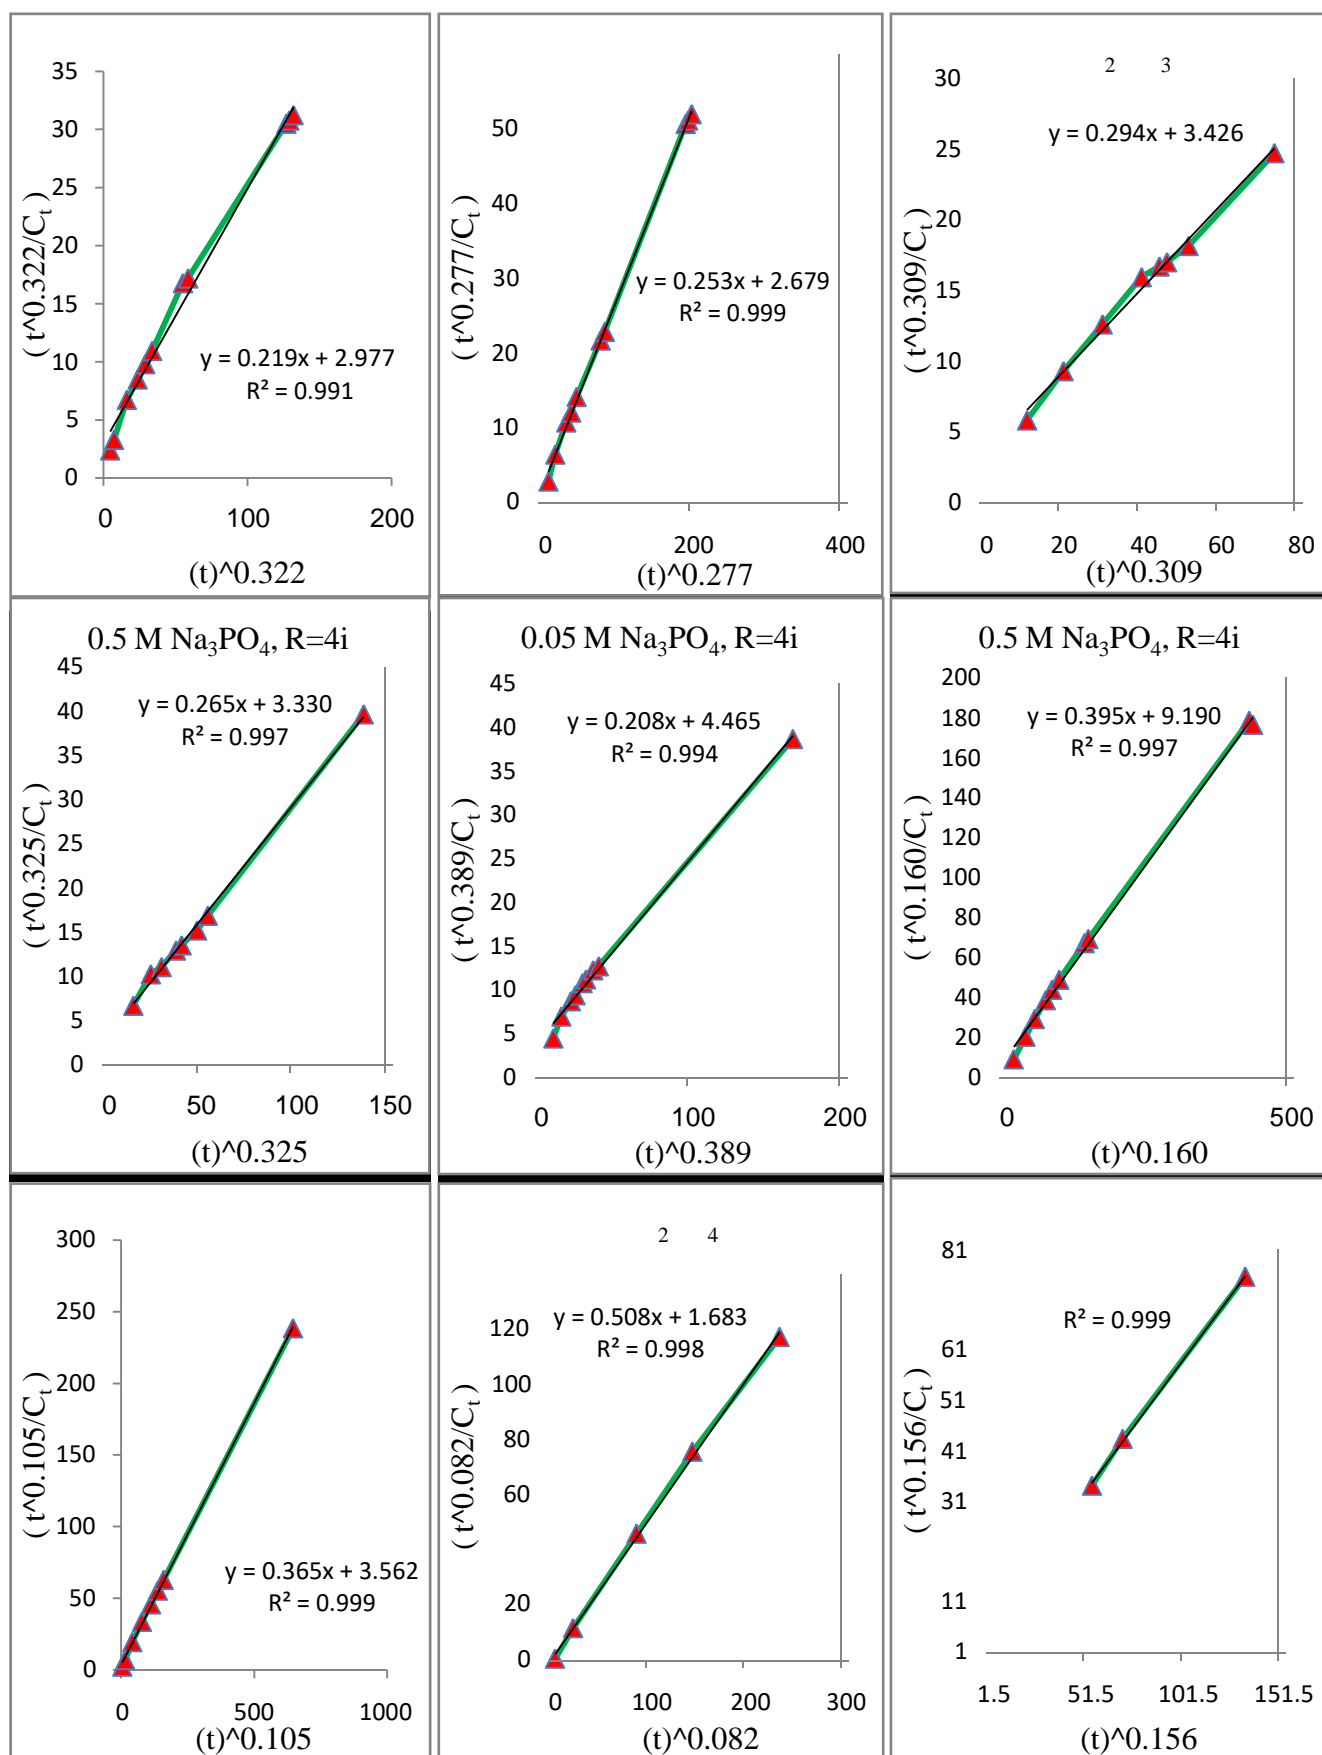 35
30
25
20
15
10
5
0
0 100 200
(t^0.322/Ct)
y = 0.219x + 2.977
R² = 0.991
(t)^0.322
50
40
30
20
10
0
0 200 400
(t^0.277/Ct)
y = 0.253x + 2.679
R² = 0.999
(t)^0.277
2 3
30
25
20
15
10
5
0
0 20 40 60 80
(t^0.309/Ct)
y = 0.294x + 3.426
(t)^0.309
0.5 M Na₃PO₄, R=4i
45
40
35
30
25
20
15
10
5
0
0 50 100 150
(t^0.325/Ct)
y = 0.265x + 3.330
R² = 0.997
(t)^0.325
0.05 M Na₃PO₄, R=4i
45
40
35
30
25
20
15
10
5
0
0 100 200
(t^0.389/Ct)
y = 0.208x + 4.465
R² = 0.994
(t)^0.389
0.5 M Na₃PO₄, R=4i
200
180
160
140
120
100
80
60
40
20
0
0 500
(t^0.160/Ct)
y = 0.395x + 9.190
R² = 0.997
(t)^0.160
300
250
200
150
100
50
0
0 500 1000
(t^0.105/Ct)
y = 0.365x + 3.562
R² = 0.999
(t)^0.105
2 4
120
100
80
60
20
0
0 100 200 300
(t^0.082/Ct)
y = 0.508x + 1.683
R² = 0.998
(t)^0.082
81
61
51
41
31
11
1
1.5 51.5 101.5 151.5
(t^0.156/Ct)
R² = 0.999
(t)^0.156